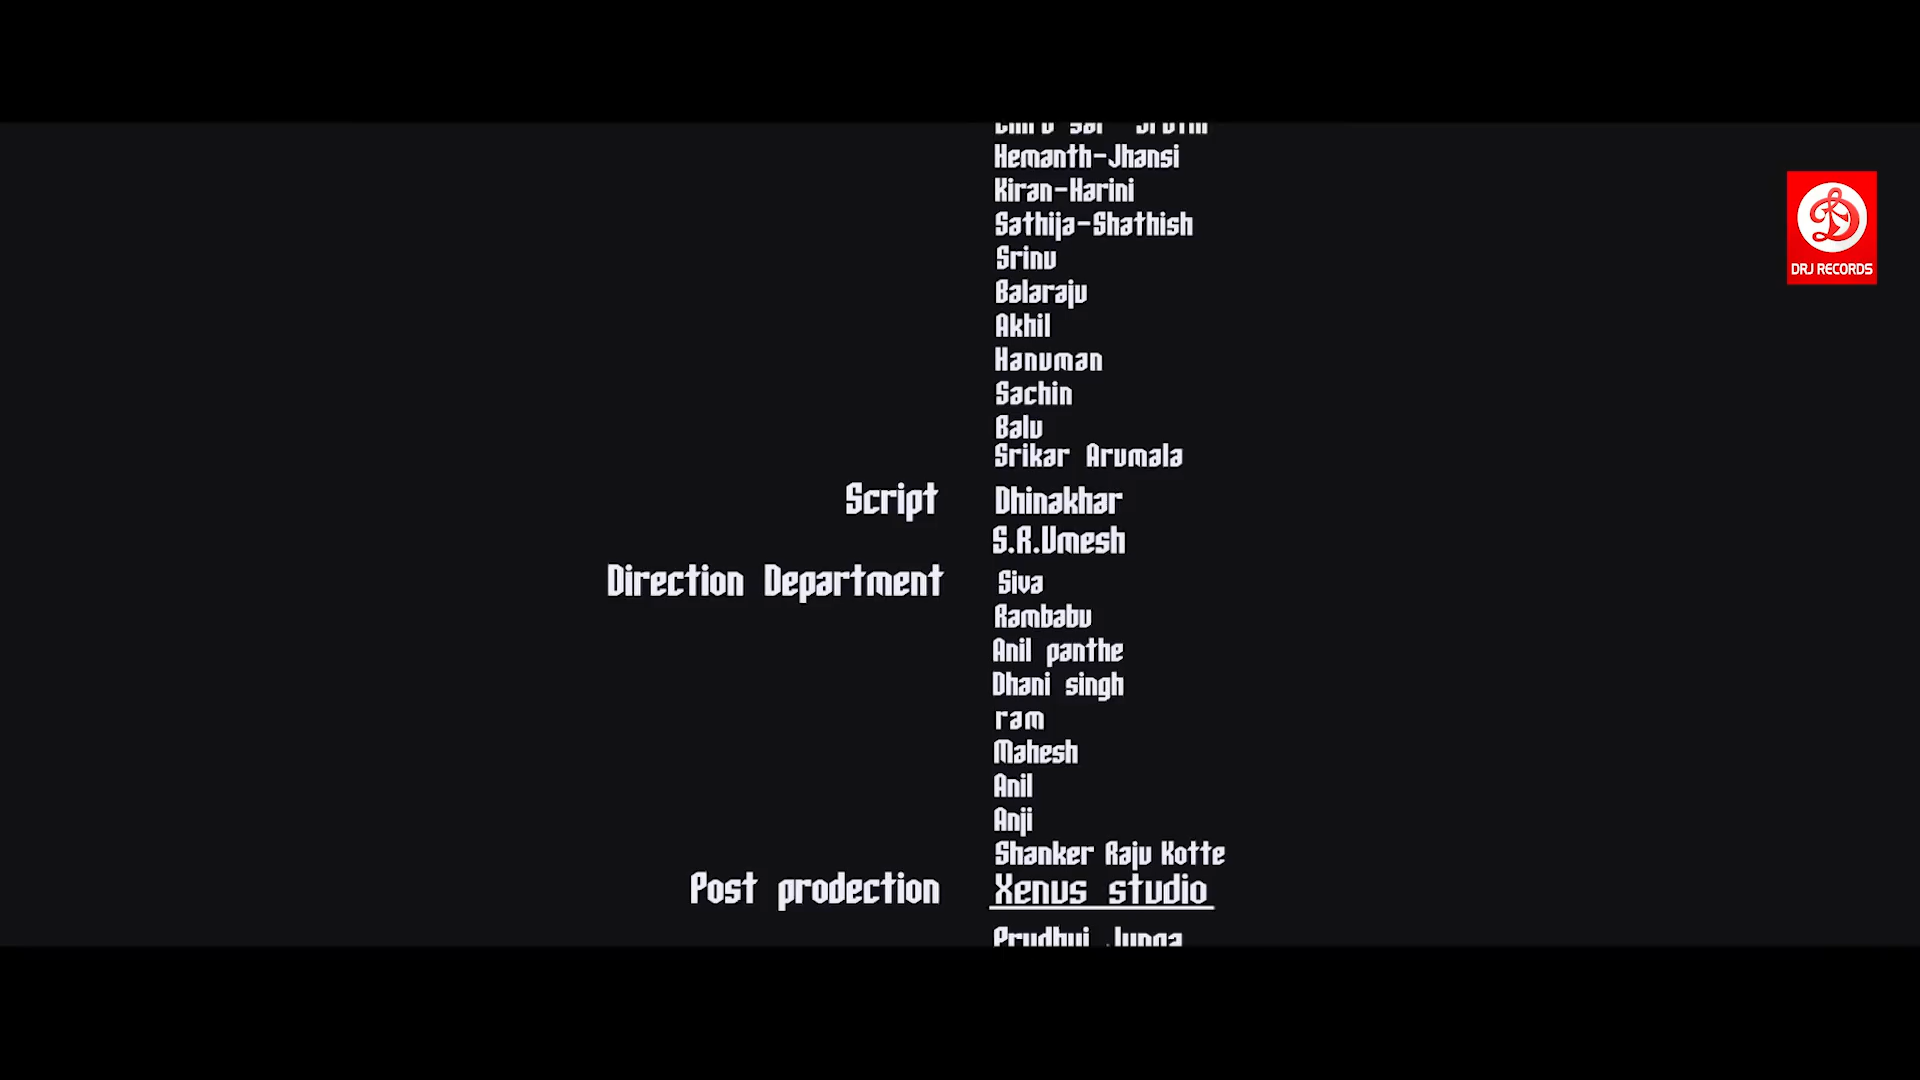 Hemanth-Jhansi
Kiran-Harini
Sathija-Shathish
Srinu
Balaraju
Akhil
Hanuman
Sachin
Balu
Srikar Arumala
Script Dhinakhar
S.R.Umesh
Direction Department Siva
Rambabu
Anil panthe
Dhani singh
ram
Mahesh
Anil
Anji
Shanker Raju Kotte
Post prodection Xenus studio
DRJ RECORDS